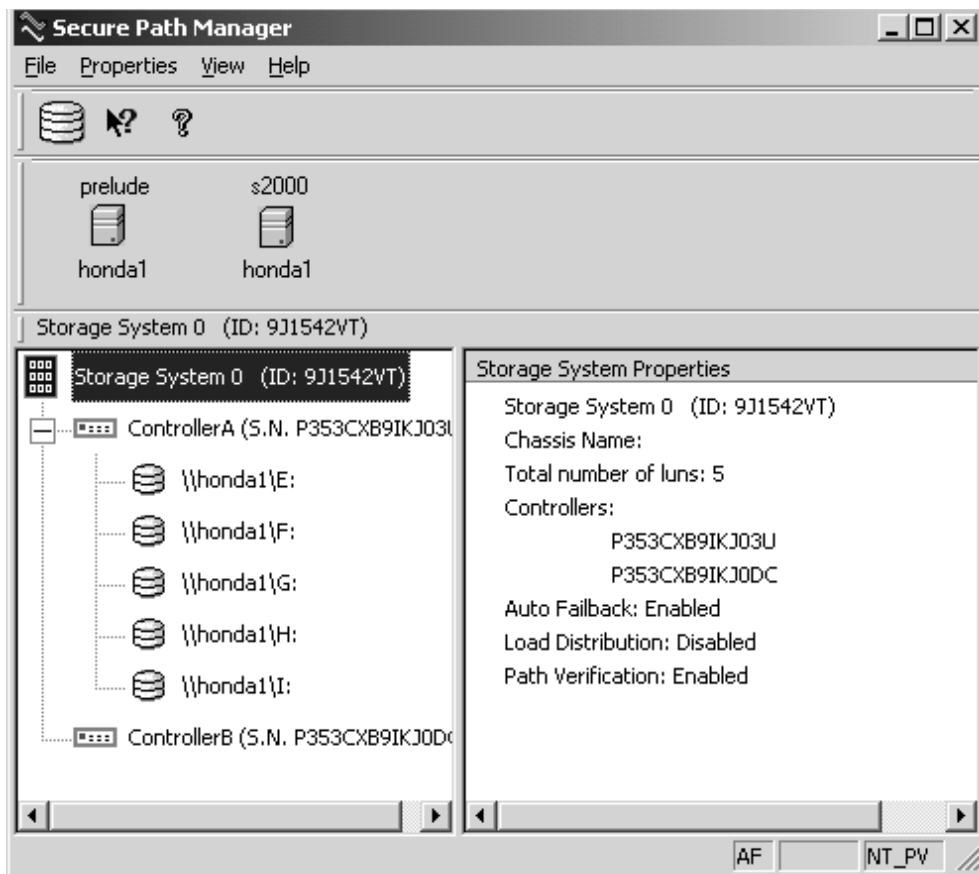 Secure Path Manager
File Properties View Help
prelude s2000
honda1 honda1
Storage System 0 (ID: 9J1542VT)
Storage System 0 (ID: 9J1542VT)
ControllerA (S.N. P353CXB9IKJ03U
\\honda1\E:
\\honda1\F:
\\honda1\G:
\\honda1\H:
\\honda1\I:
ControllerB (S.N. P353CXB9IKJ0DC
Storage System Properties
Storage System 0 (ID: 9J1542VT)
Chassis Name:
Total number of luns: 5
Controllers:
P353CXB9IKJ03U
P353CXB9IKJ0DC
Auto Failback: Enabled
Load Distribution: Disabled
Path Verification: Enabled
AF NT_PV